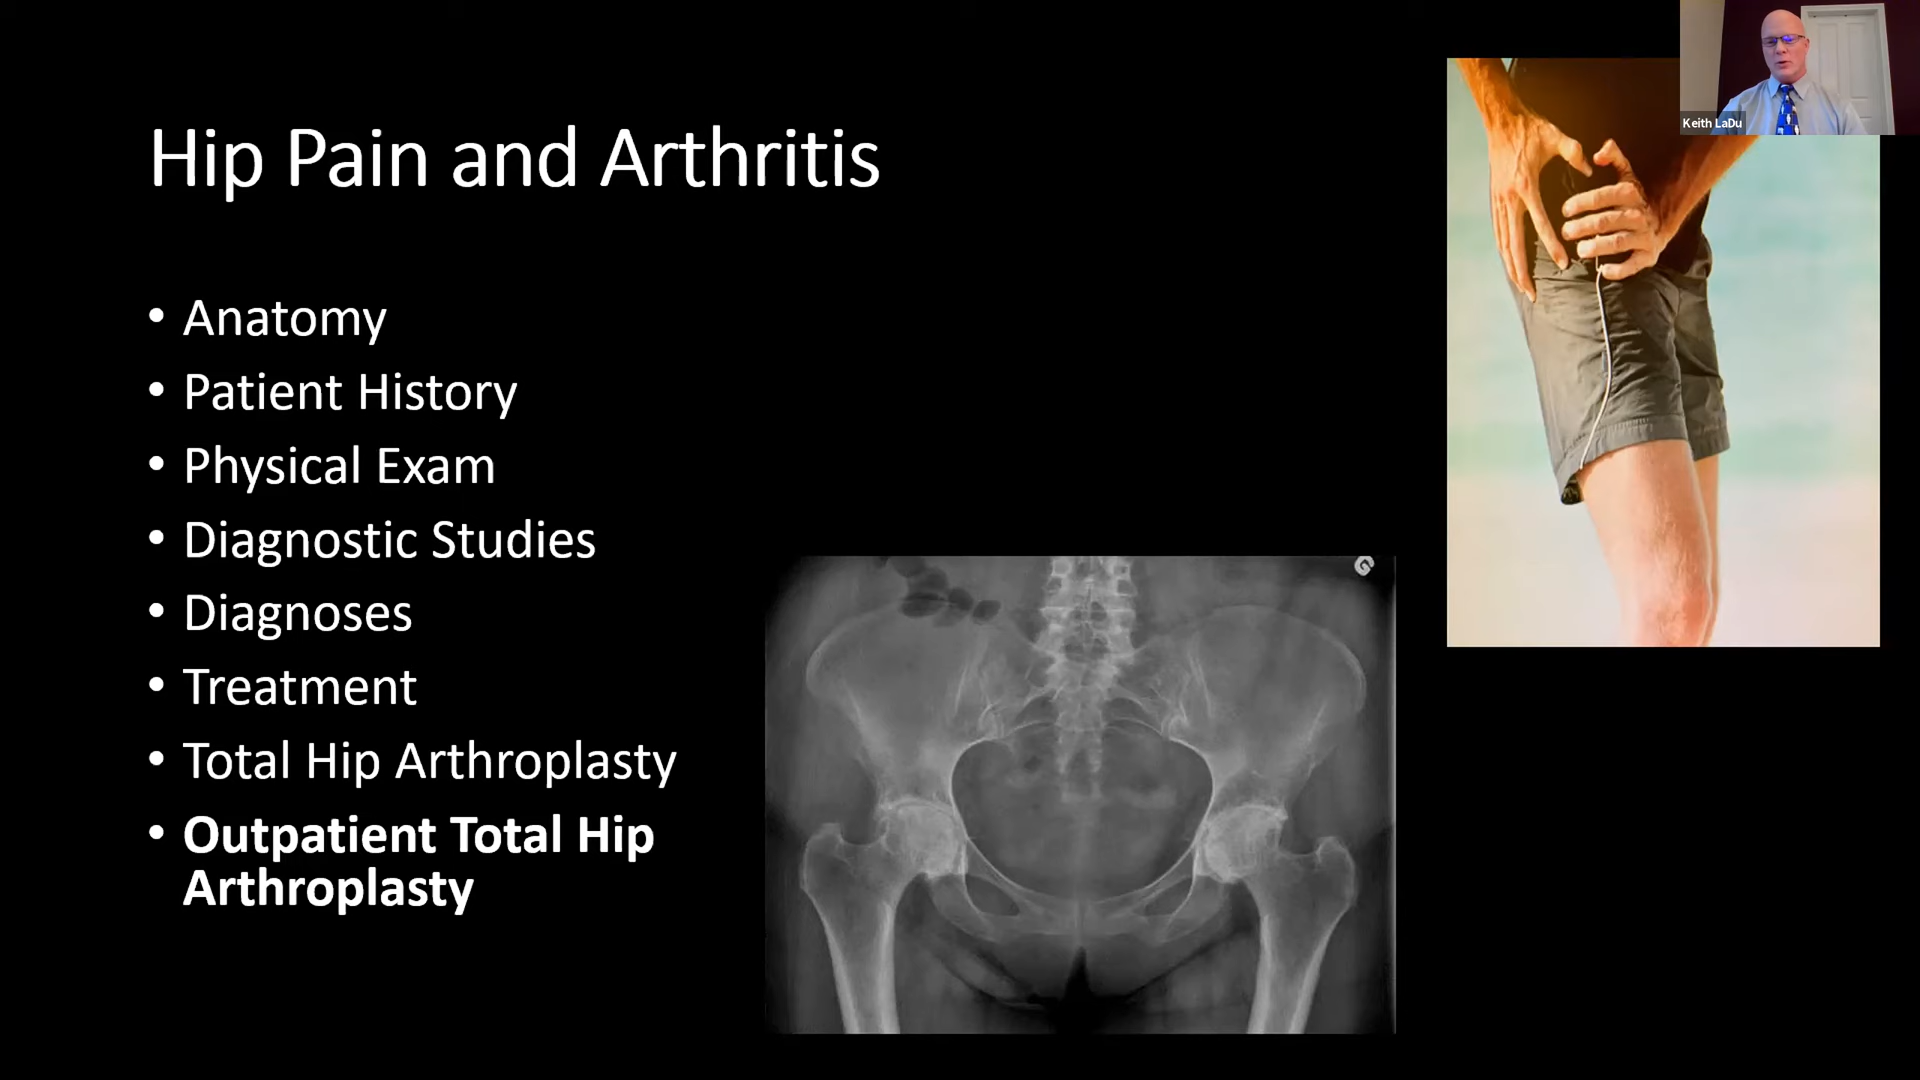 Keith LaDu
Hip Pain and Arthritis
• Anatomy
• Patient History
• Physical Exam
• Diagnostic Studies
• Diagnoses
• Treatment
• Total Hip Arthroplasty
• Outpatient Total Hip
Arthroplasty
G